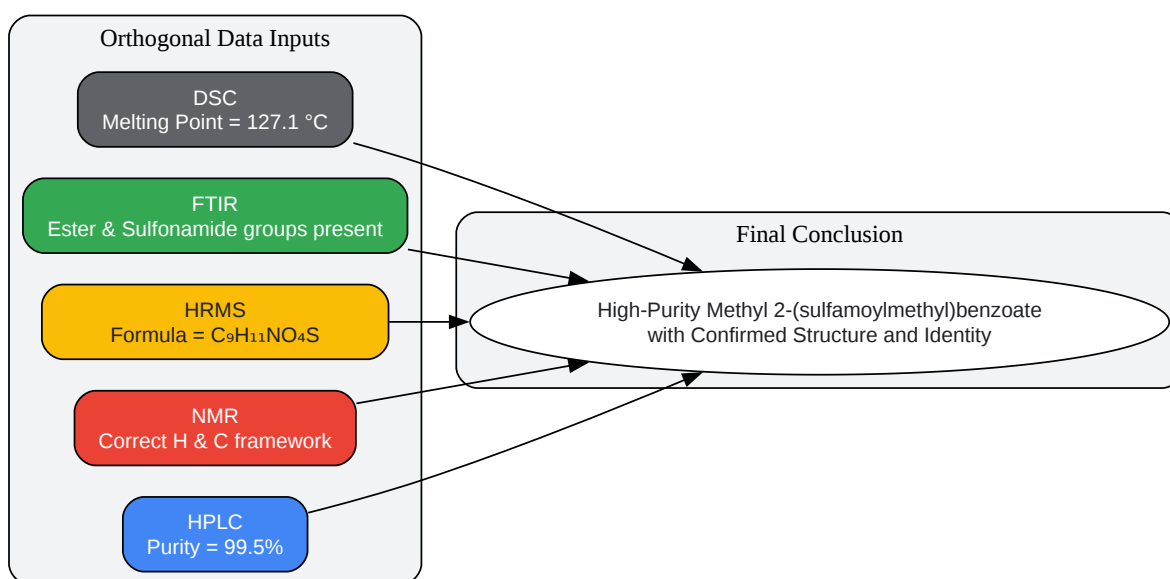 Orthogonal Data Inputs
DSC
Melting Point = 127.1 °C
FTIR
Ester & Sulfonamide groups present
HRMS
Formula = C₉H₁₁NO₄S
NMR
Correct H & C framework
HPLC
Purity = 99.5%
Final Conclusion
High-Purity Methyl 2-(sulfamoylmethyl)benzoate
with Confirmed Structure and Identity